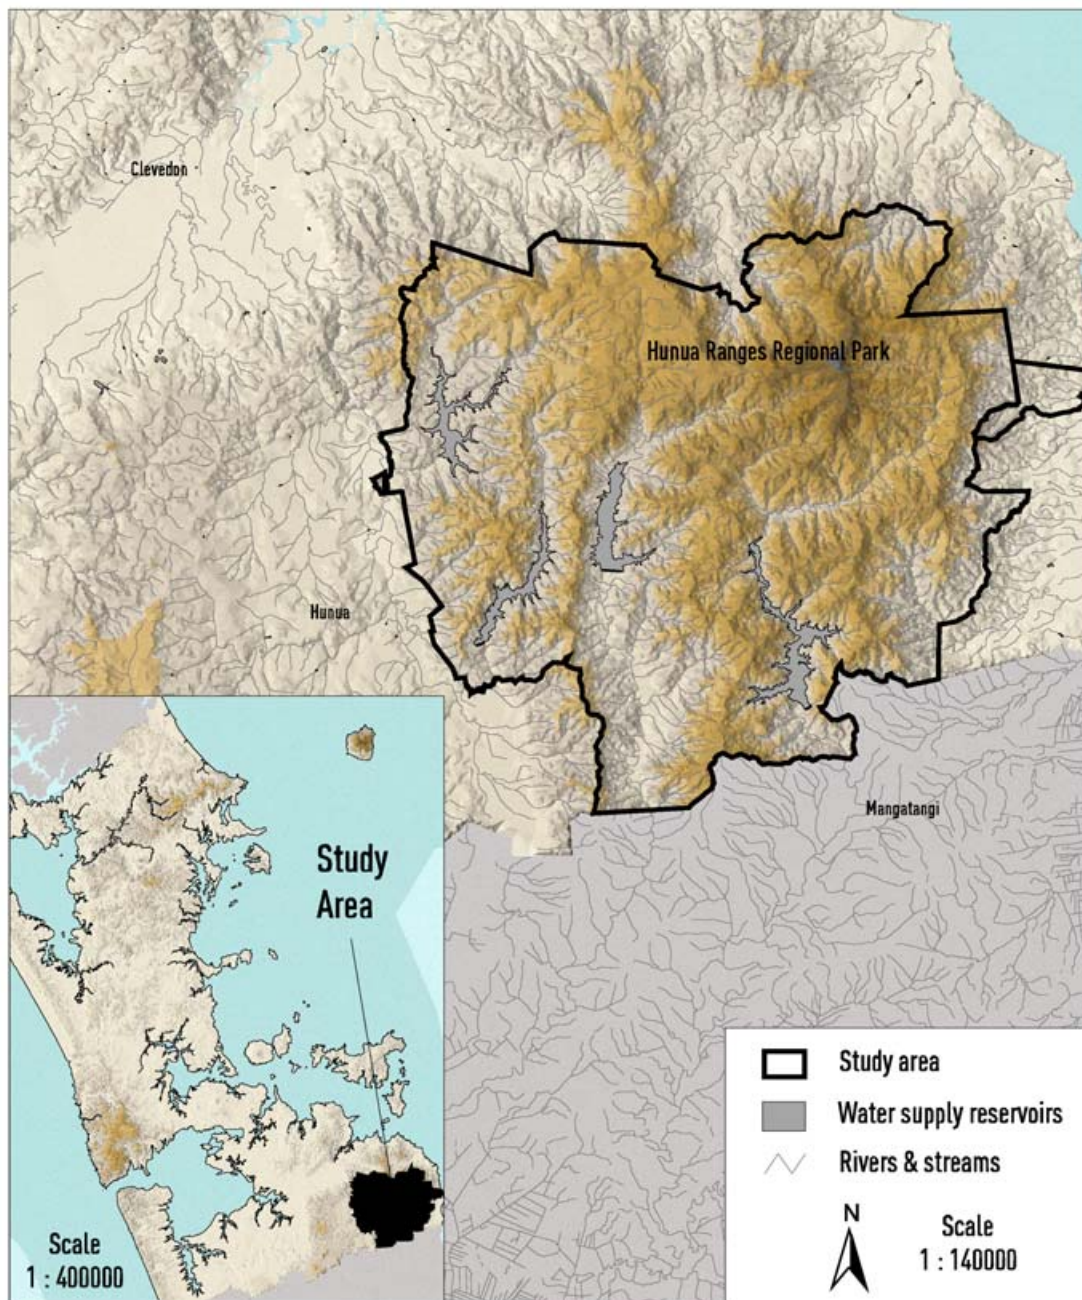 Clevedon
Hunua Ranges Regional Park
Hunua
Mangatangi
Study
Area
Scale
1 : 400000
Study area
Water supply reservoirs
Rivers & streams
N
Scale
1 : 140000